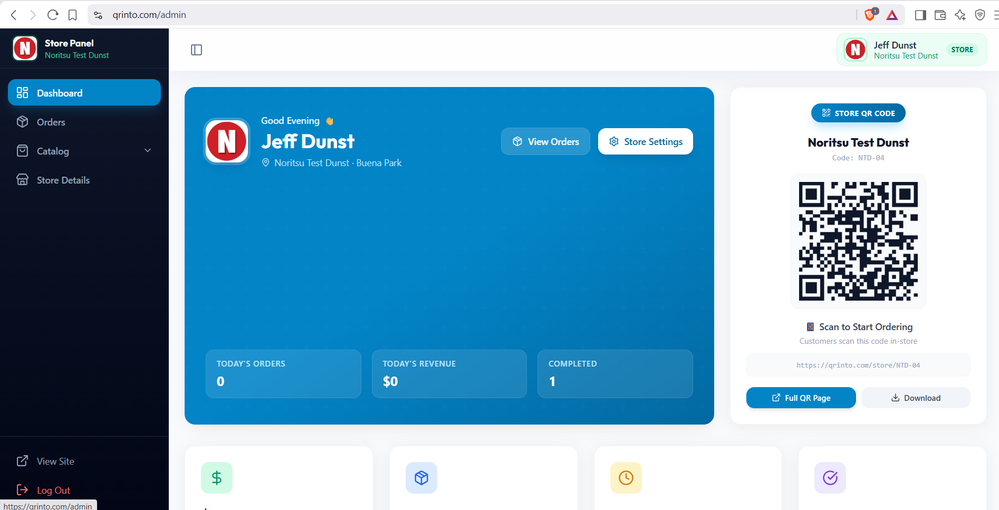 qrinto.com/admin
1
N
Store Panel
Noritsu Test Dunst
Dashboard
Orders
Catalog
Store Details
View Site
Log Out
https://qrinto.com/admin
N
Jeff Dunst
Noritsu Test Dunst
STORE
N
Good Evening 👋
Jeff Dunst
Noritsu Test Dunst · Buena Park
View Orders
Store Settings
TODAY'S ORDERS
0
TODAY'S REVENUE
$0
COMPLETED
1
STORE QR CODE
Noritsu Test Dunst
Code: NTD-04
Scan to Start Ordering
Customers scan this code in-store
https://qrinto.com/store/NTD-04
Full QR Page
Download